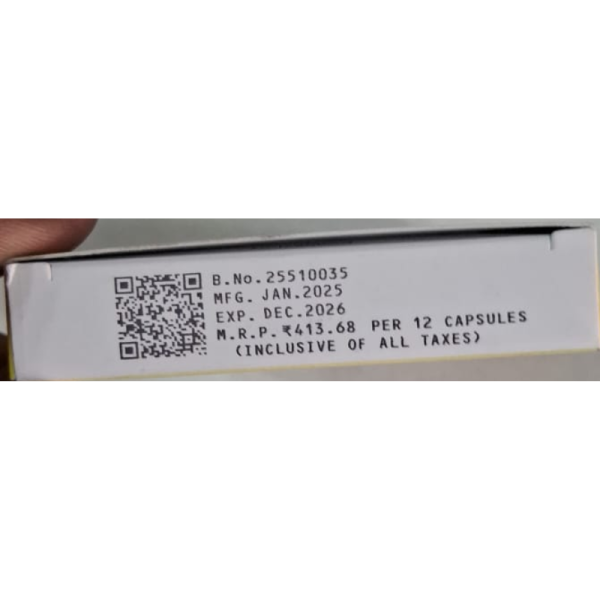 B.No.25510035
MFG. JAN.2025
EXP. DEC.2026
M.R.P.₹413.68 PER 12 CAPSULES
(INCLUSIVE OF ALL TAXES)